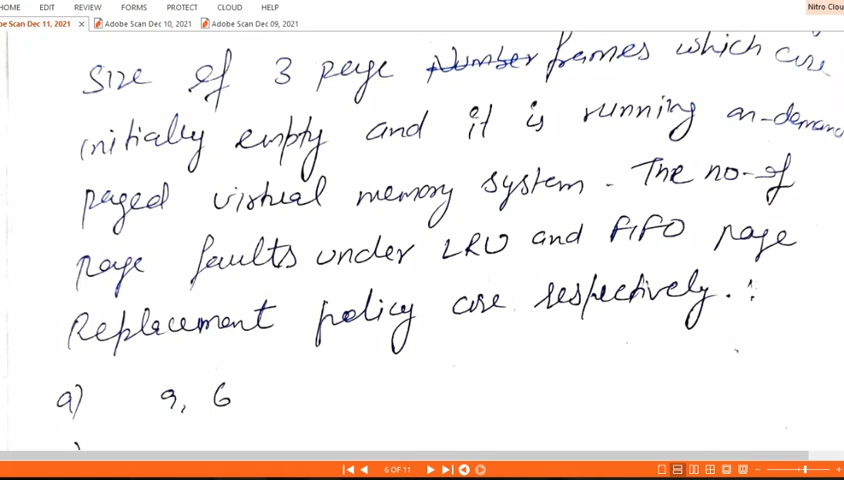 HOME EDIT REVIEW FORMS PROTECT CLOUD HELP Nitro Clou
be Scan Dec 11, 2021 × Adobe Scan Dec 10, 2021 Adobe Scan Dec 09, 2021
Size of 3 page Number frames which are
initially empty and it is running on-demand
paged virtual memory system. The no. of
page faults under LRU and FIFO page
Replacement policy are respectively. :
a) 9, 6
6 OF 11